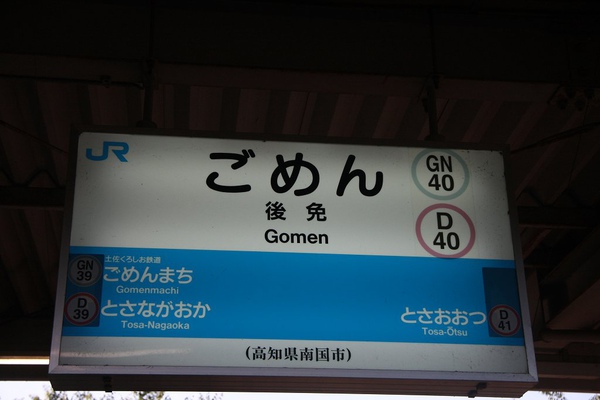 JR
ごめん
後免
Gomen
GN
40
D
40
GN
39
土佐くろしお鉄道
ごめんまち
Gomenmachi
D
39
とさながおか
Tosa-Nagaoka
とさおおつ
Tosa-Ōtsu
D
41
(高知県南国市)